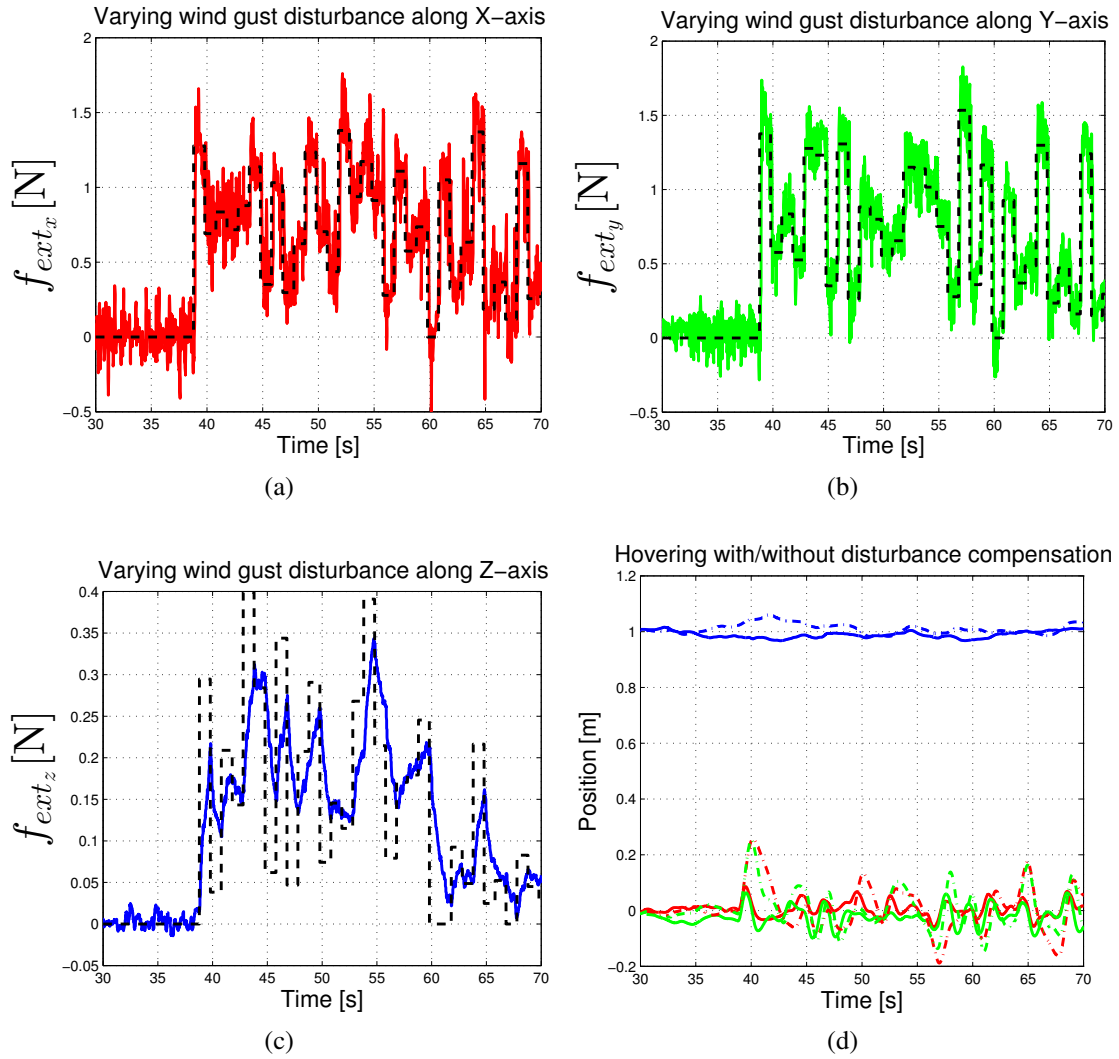 Varying wind gust disturbance along X−axis
2
1.5
1
0.5
0
−0.5
f_{ext_x} [N]
30 35 40 45 50 55 60 65 70
Time [s]
(a)
Varying wind gust disturbance along Y−axis
2
1.5
1
0.5
0
−0.5
f_{ext_y} [N]
30 35 40 45 50 55 60 65 70
Time [s]
(b)
Varying wind gust disturbance along Z−axis
0.4
0.35
0.3
0.25
0.2
0.15
0.1
0.05
0
−0.05
f_{ext_z} [N]
30 35 40 45 50 55 60 65 70
Time [s]
(c)
Hovering with/without disturbance compensation
1.2
1
0.8
0.6
0.4
0.2
0
−0.2
Position [m]
30 35 40 45 50 55 60 65 70
Time [s]
(d)